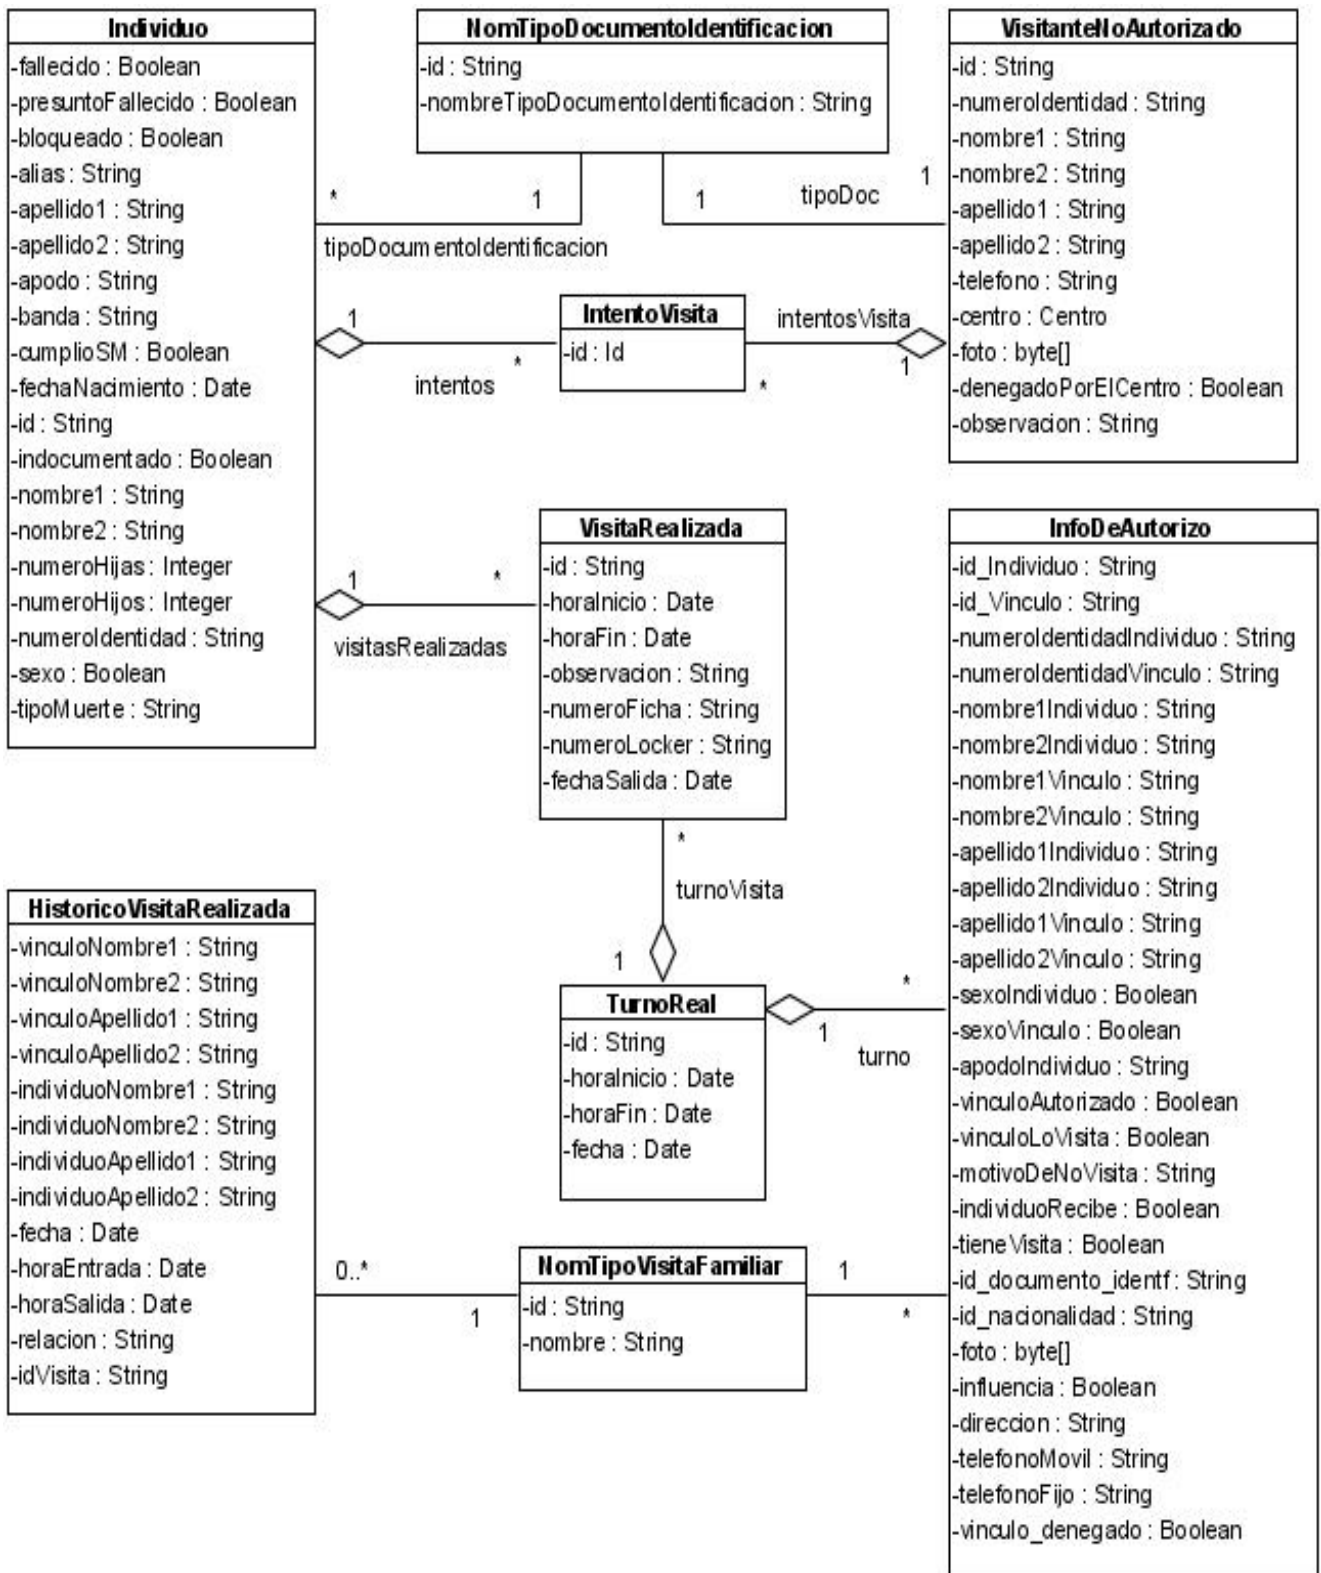 Individuo
-fallecido : Boolean
-presuntoFallecido : Boolean
-bloqueado : Boolean
-alias : String
-apellido1 : String
-apellido2 : String
-apodo : String
-banda : String
-cumplioSM : Boolean
-fechaNacimiento : Date
-id : String
-indocumentado : Boolean
-nombre1 : String
-nombre2 : String
-numeroHijas : Integer
-numeroHijos : Integer
-numeroIdentidad : String
-sexo : Boolean
-tipoMuerte : String
NomTipoDocumentoIdentificacion
-id : String
-nombreTipoDocumentoIdentificacion : String
VisitanteNoAutorizado
-id : String
-numeroIdentidad : String
-nombre1 : String
-nombre2 : String
-apellido1 : String
-apellido2 : String
-telefono : String
-centro : Centro
-foto : byte[]
-denegadoPorElCentro : Boolean
-observacion : String
*
1
tipoDocumentoIdentificacion
1
tipoDoc
1
1
*
intentos
IntentoVisita
-id : Id
intentosVisita
*
1
1
*
visitasRealizadas
VisitaRealizada
-id : String
-horaInicio : Date
-horaFin : Date
-observacion : String
-numeroFicha : String
-numeroLocker : String
-fechaSalida : Date
*
turnoVisita
1
TurnoReal
-id : String
-horaInicio : Date
-horaFin : Date
-fecha : Date
1
turno
*
InfoDeAutorizo
-id_Individuo : String
-id_Vinculo : String
-numeroIdentidadIndividuo : String
-numeroIdentidadVinculo : String
-nombre1Individuo : String
-nombre2Individuo : String
-nombre1Vinculo : String
-nombre2Vinculo : String
-apellido1Individuo : String
-apellido2Individuo : String
-apellido1Vinculo : String
-apellido2Vinculo : String
-sexoIndividuo : Boolean
-sexoVinculo : Boolean
-apodoIndividuo : String
-vinculoAutorizado : Boolean
-vinculoLoVisita : Boolean
-motivoDeNoVisita : String
-individuoRecibe : Boolean
-tieneVisita : Boolean
-id_documento_identf : String
-id_nacionalidad : String
-foto : byte[]
-influencia : Boolean
-direccion : String
-telefonoMovil : String
-telefonoFijo : String
-vinculo_denegado : Boolean
HistoricoVisitaRealizada
-vinculoNombre1 : String
-vinculoNombre2 : String
-vinculoApellido1 : String
-vinculoApellido2 : String
-individuoNombre1 : String
-individuoNombre2 : String
-individuoApellido1 : String
-individuoApellido2 : String
-fecha : Date
-horaEntrada : Date
-horaSalida : Date
-relacion : String
-idVisita : String
0..*
1
NomTipoVisitaFamiliar
-id : String
-nombre : String
1
*